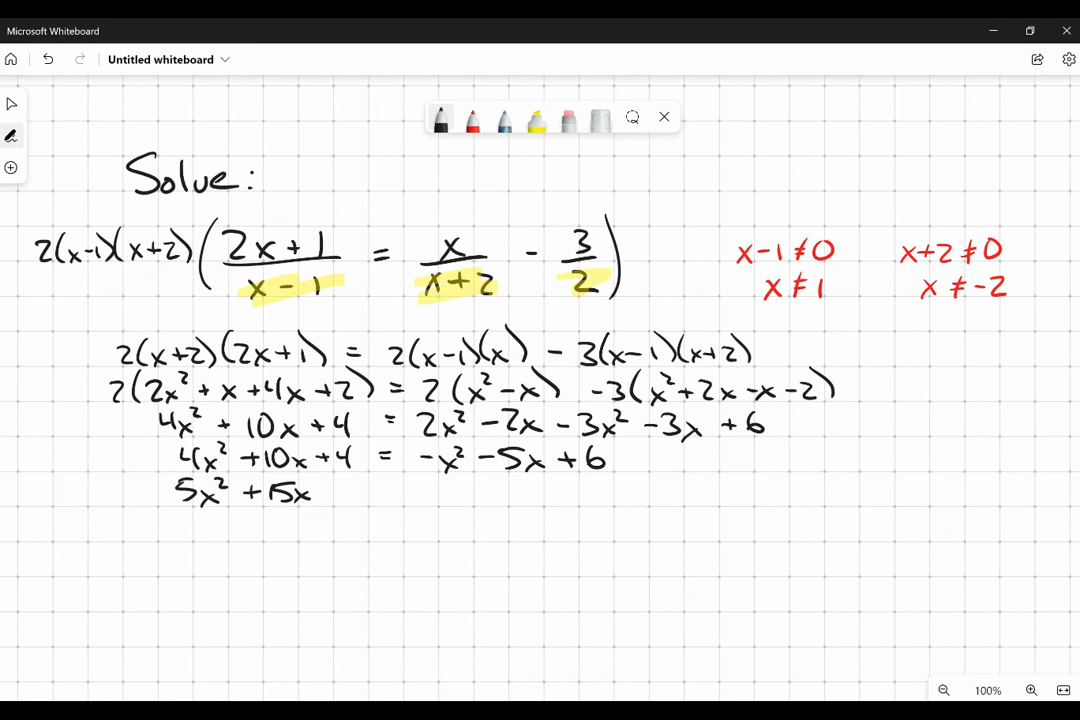 Microsoft Whiteboard
Untitled whiteboard
Solve:
2(x-1)(x+2)((2x+1)/(x-1) = x/(x+2) - 3/2)
x-1≠0 x+2≠0
x≠1 x≠-2
2(x+2)(2x+1) = 2(x-1)(x) - 3(x-1)(x+2)
2(2x²+x+4x+2) = 2(x²-x) -3(x²+2x-x-2)
4x² + 10x + 4 = 2x² - 2x - 3x² - 3x + 6
4x² + 10x + 4 = -x² - 5x + 6
5x² + 15x
100%